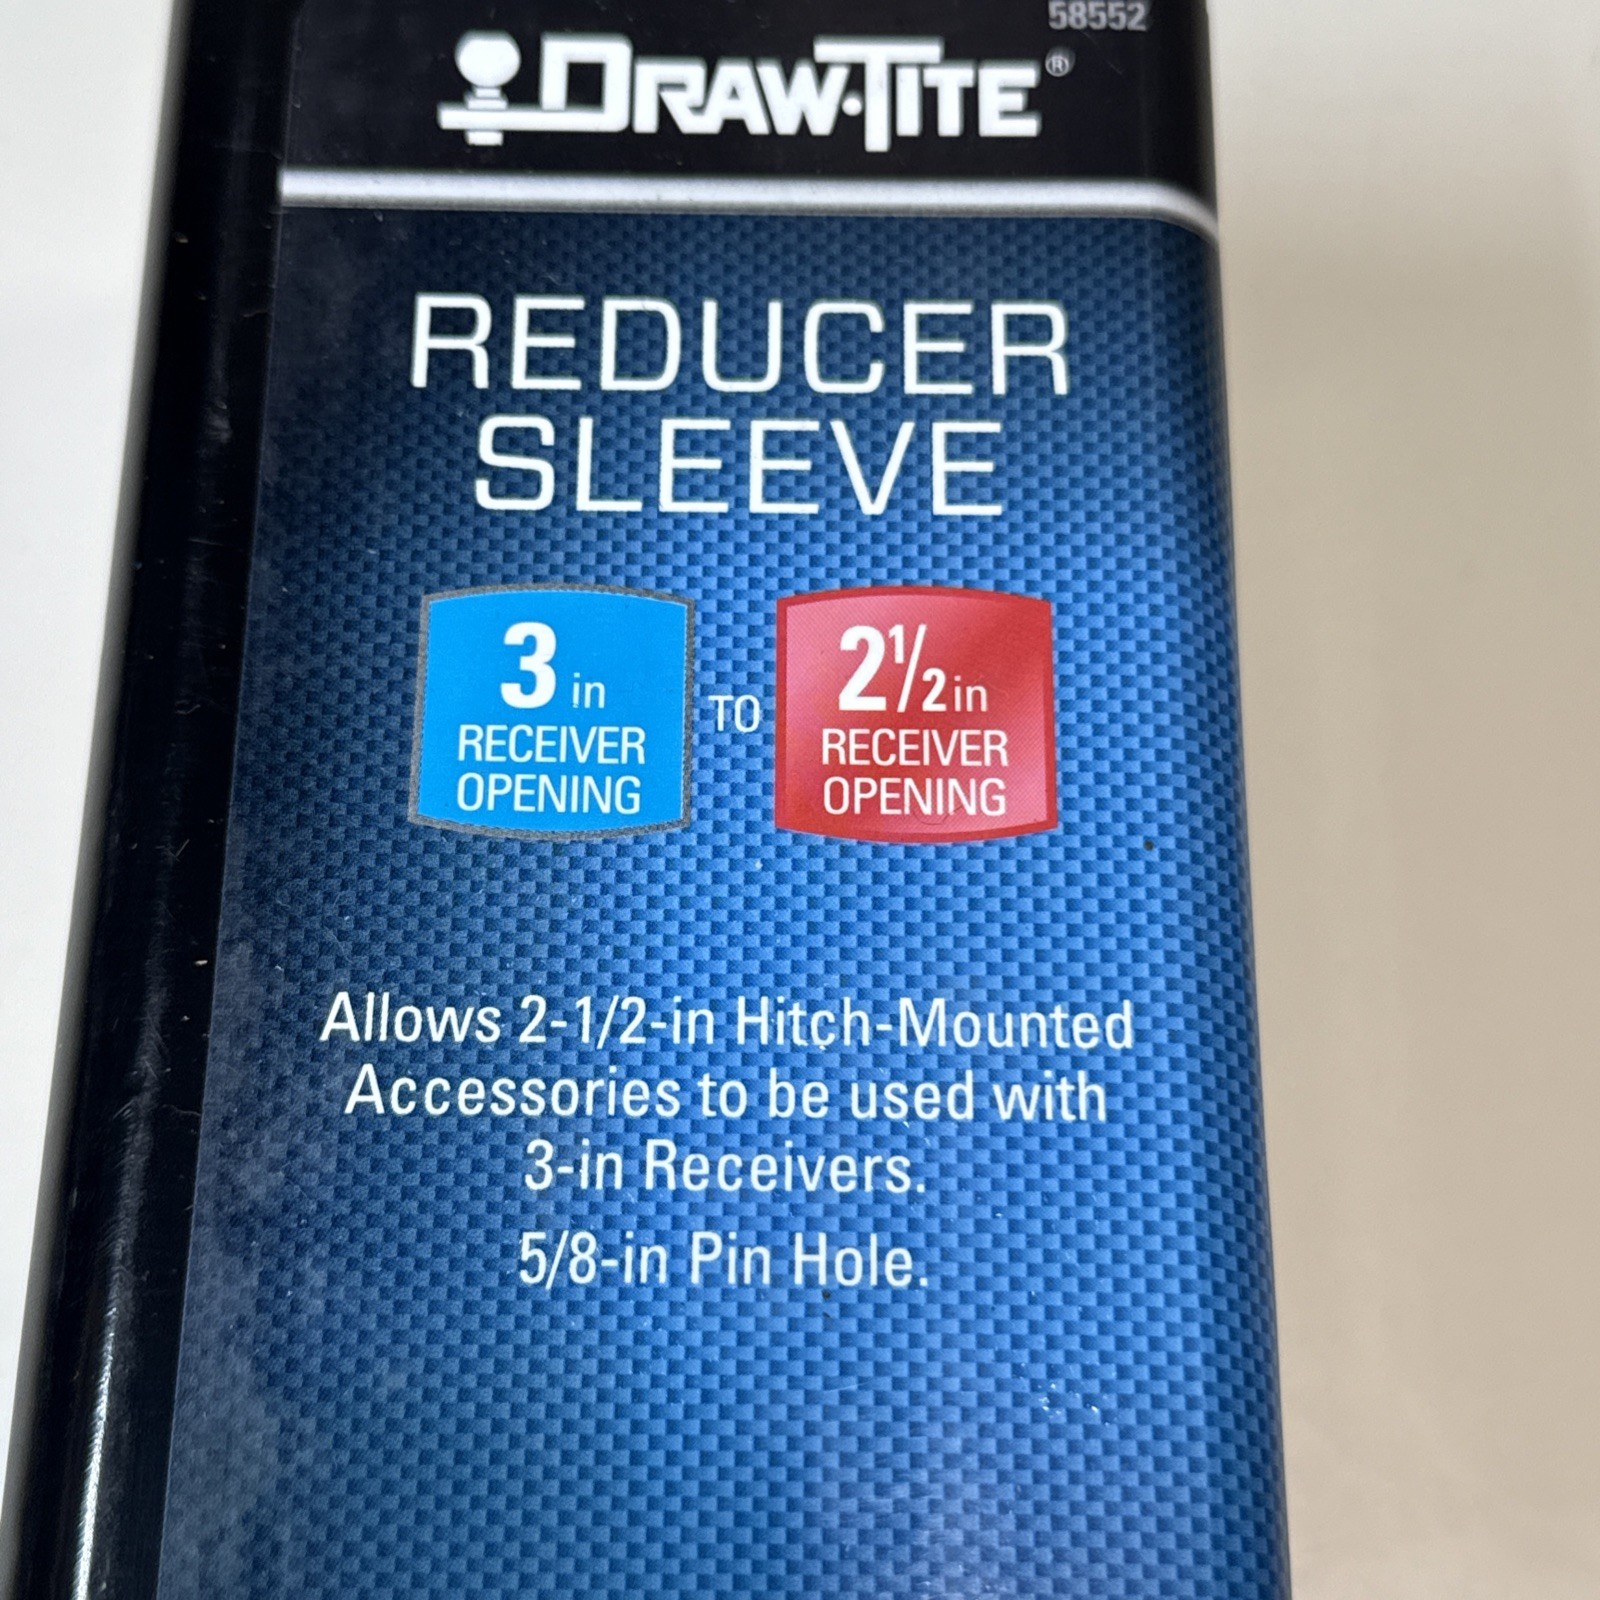 58552
DRAW·TITE®
REDUCER
SLEEVE
3 in
RECEIVER
OPENING
TO
2½ in
RECEIVER
OPENING
Allows 2-1/2-in Hitch-Mounted
Accessories to be used with
3-in Receivers.
5/8-in Pin Hole.